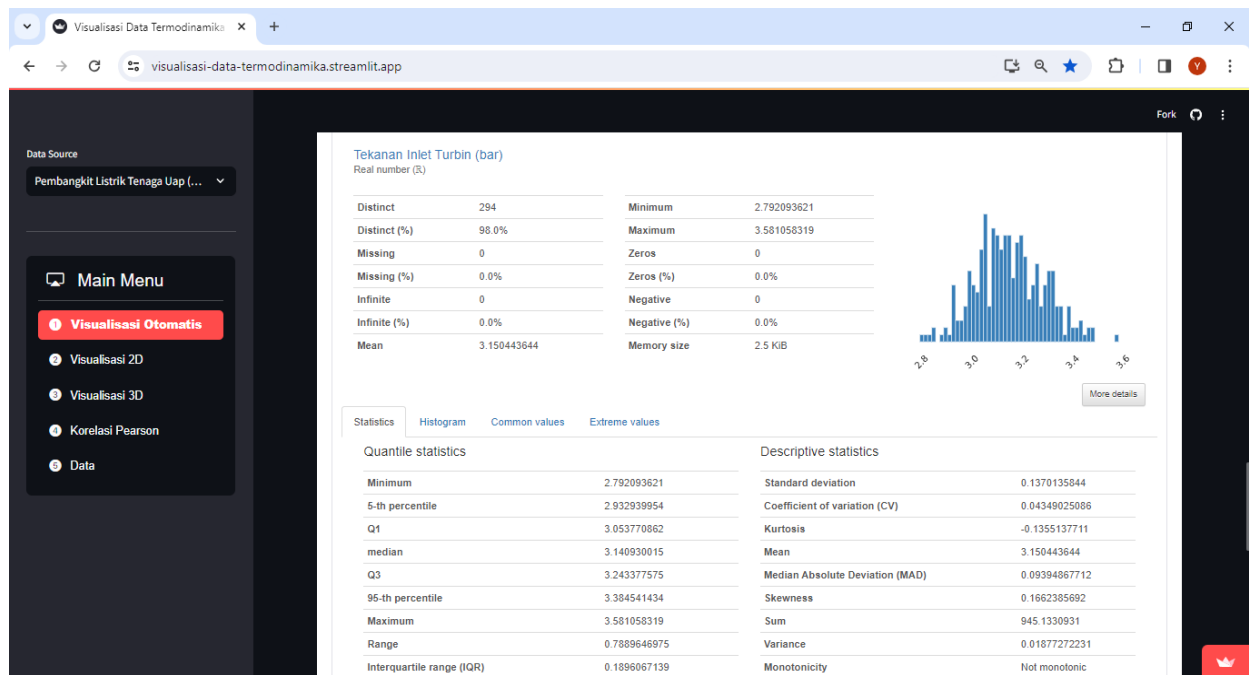 Visualisasi Data Termodinamika
visualisasi-data-termodinamika.streamlit.app
Y
Fork
Data Source
Pembangkit Listrik Tenaga Uap (...
Main Menu
1 Visualisasi Otomatis
2 Visualisasi 2D
3 Visualisasi 3D
4 Korelasi Pearson
5 Data
Tekanan Inlet Turbin (bar)
Real number (ℝ)
Distinct 294
Distinct (%) 98.0%
Missing 0
Missing (%) 0.0%
Infinite 0
Infinite (%) 0.0%
Mean 3.150443644
Minimum 2.792093621
Maximum 3.581058319
Zeros 0
Zeros (%) 0.0%
Negative 0
Negative (%) 0.0%
Memory size 2.5 KiB
2.8 3.0 3.2 3.4 3.6
More details
Statistics Histogram Common values Extreme values
Quantile statistics
Minimum 2.792093621
5-th percentile 2.932939954
Q1 3.053770862
median 3.140930015
Q3 3.243377575
95-th percentile 3.384541434
Maximum 3.581058319
Range 0.7889646975
Interquartile range (IQR) 0.1896067139
Descriptive statistics
Standard deviation 0.1370135844
Coefficient of variation (CV) 0.04349025086
Kurtosis -0.1355137711
Mean 3.150443644
Median Absolute Deviation (MAD) 0.09394867712
Skewness 0.1662385692
Sum 945.1330931
Variance 0.01877272231
Monotonicity Not monotonic